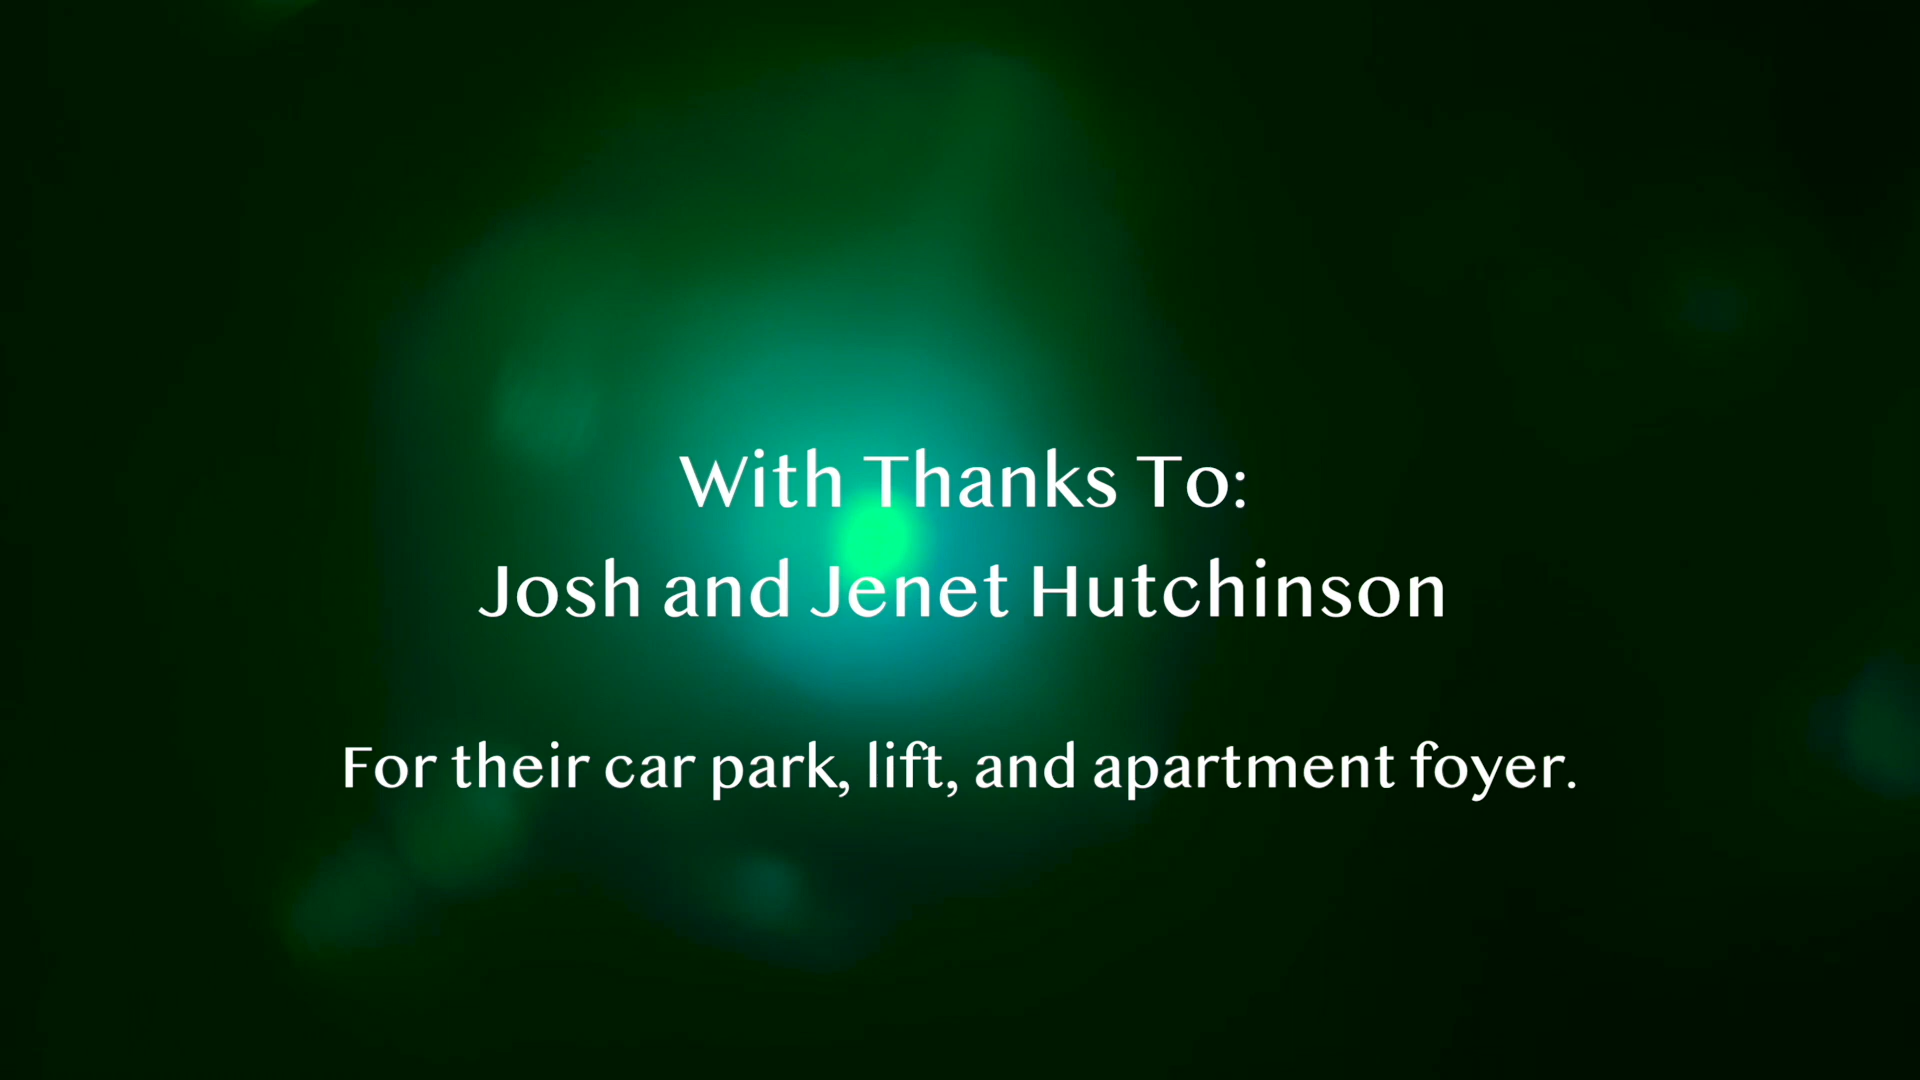 With Thanks To:
Josh and Jenet Hutchinson
For their car park, lift, and apartment foyer.